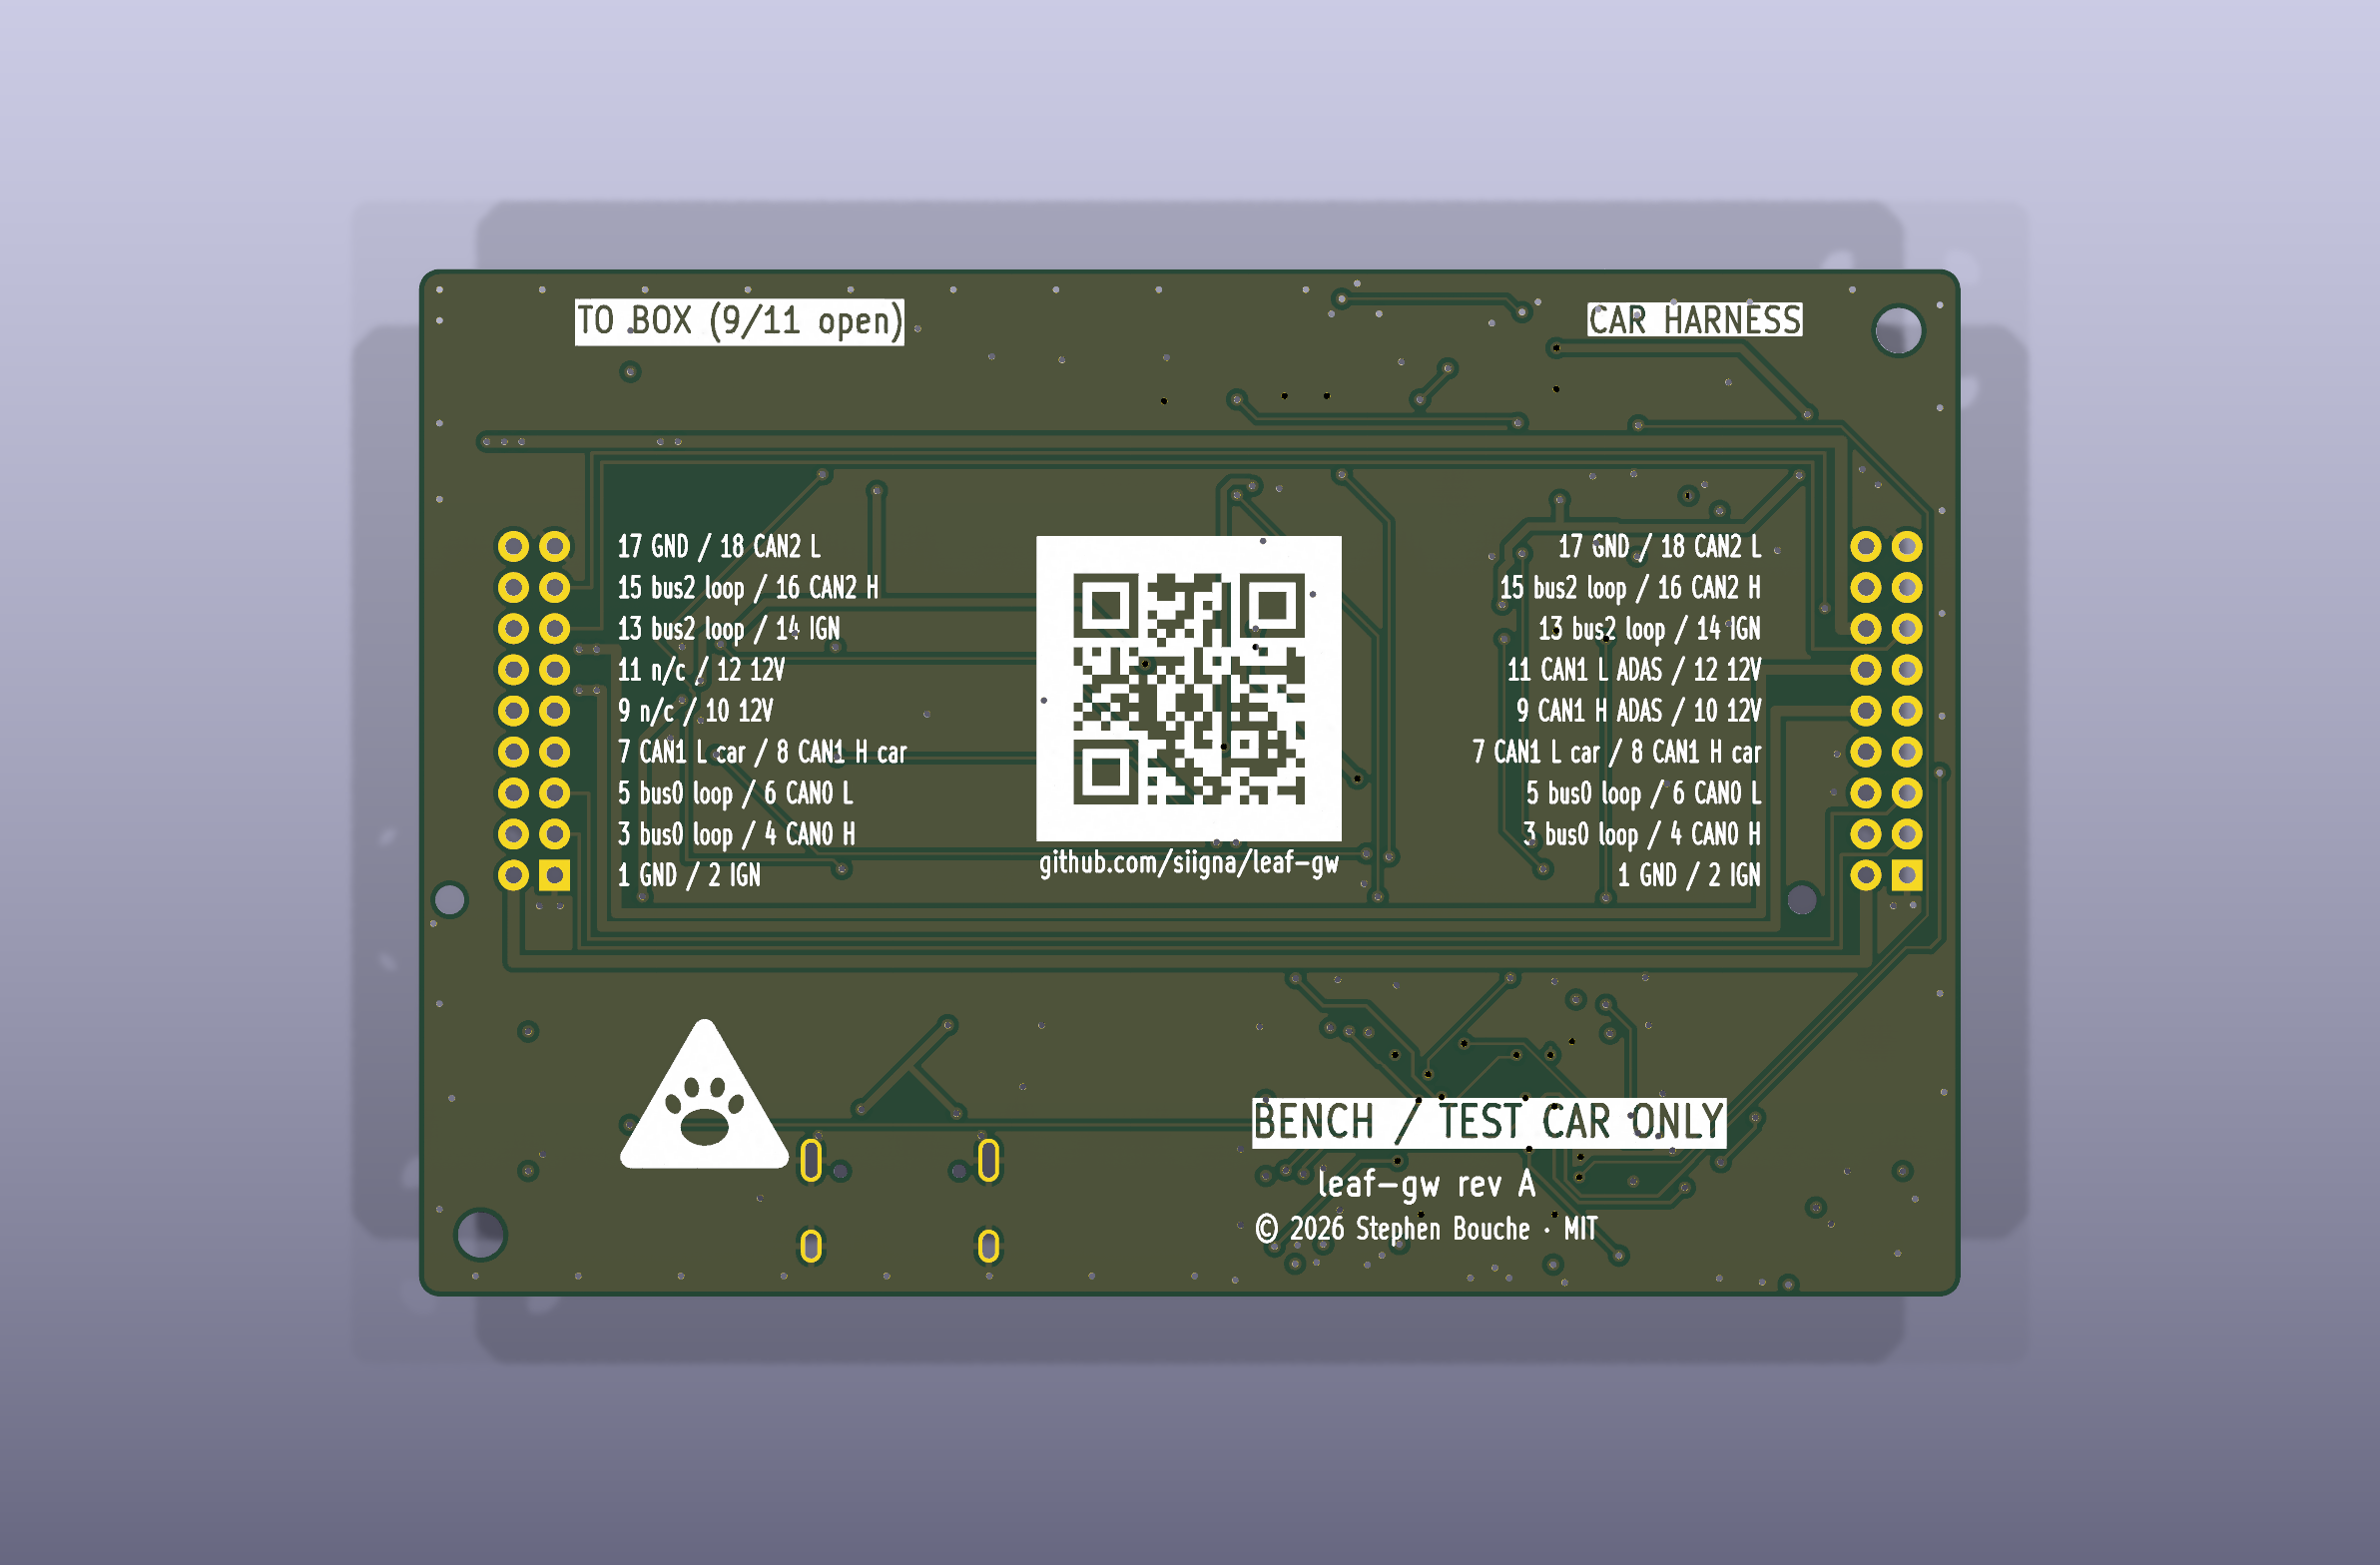 TO BOX (9/11 open)
CAR HARNESS
17 GND / 18 CAN2 L
15 bus2 loop / 16 CAN2 H
13 bus2 loop / 14 IGN
11 n/c / 12 12V
9 n/c / 10 12V
7 CAN1 L car / 8 CAN1 H car
5 bus0 loop / 6 CAN0 L
3 bus0 loop / 4 CAN0 H
1 GND / 2 IGN
github.com/siigna/leaf-gw
17 GND / 18 CAN2 L
15 bus2 loop / 16 CAN2 H
13 bus2 loop / 14 IGN
11 CAN1 L ADAS / 12 12V
9 CAN1 H ADAS / 10 12V
7 CAN1 L car / 8 CAN1 H car
5 bus0 loop / 6 CAN0 L
3 bus0 loop / 4 CAN0 H
1 GND / 2 IGN
BENCH / TEST CAR ONLY
leaf-gw rev A
© 2026 Stephen Bouche · MIT